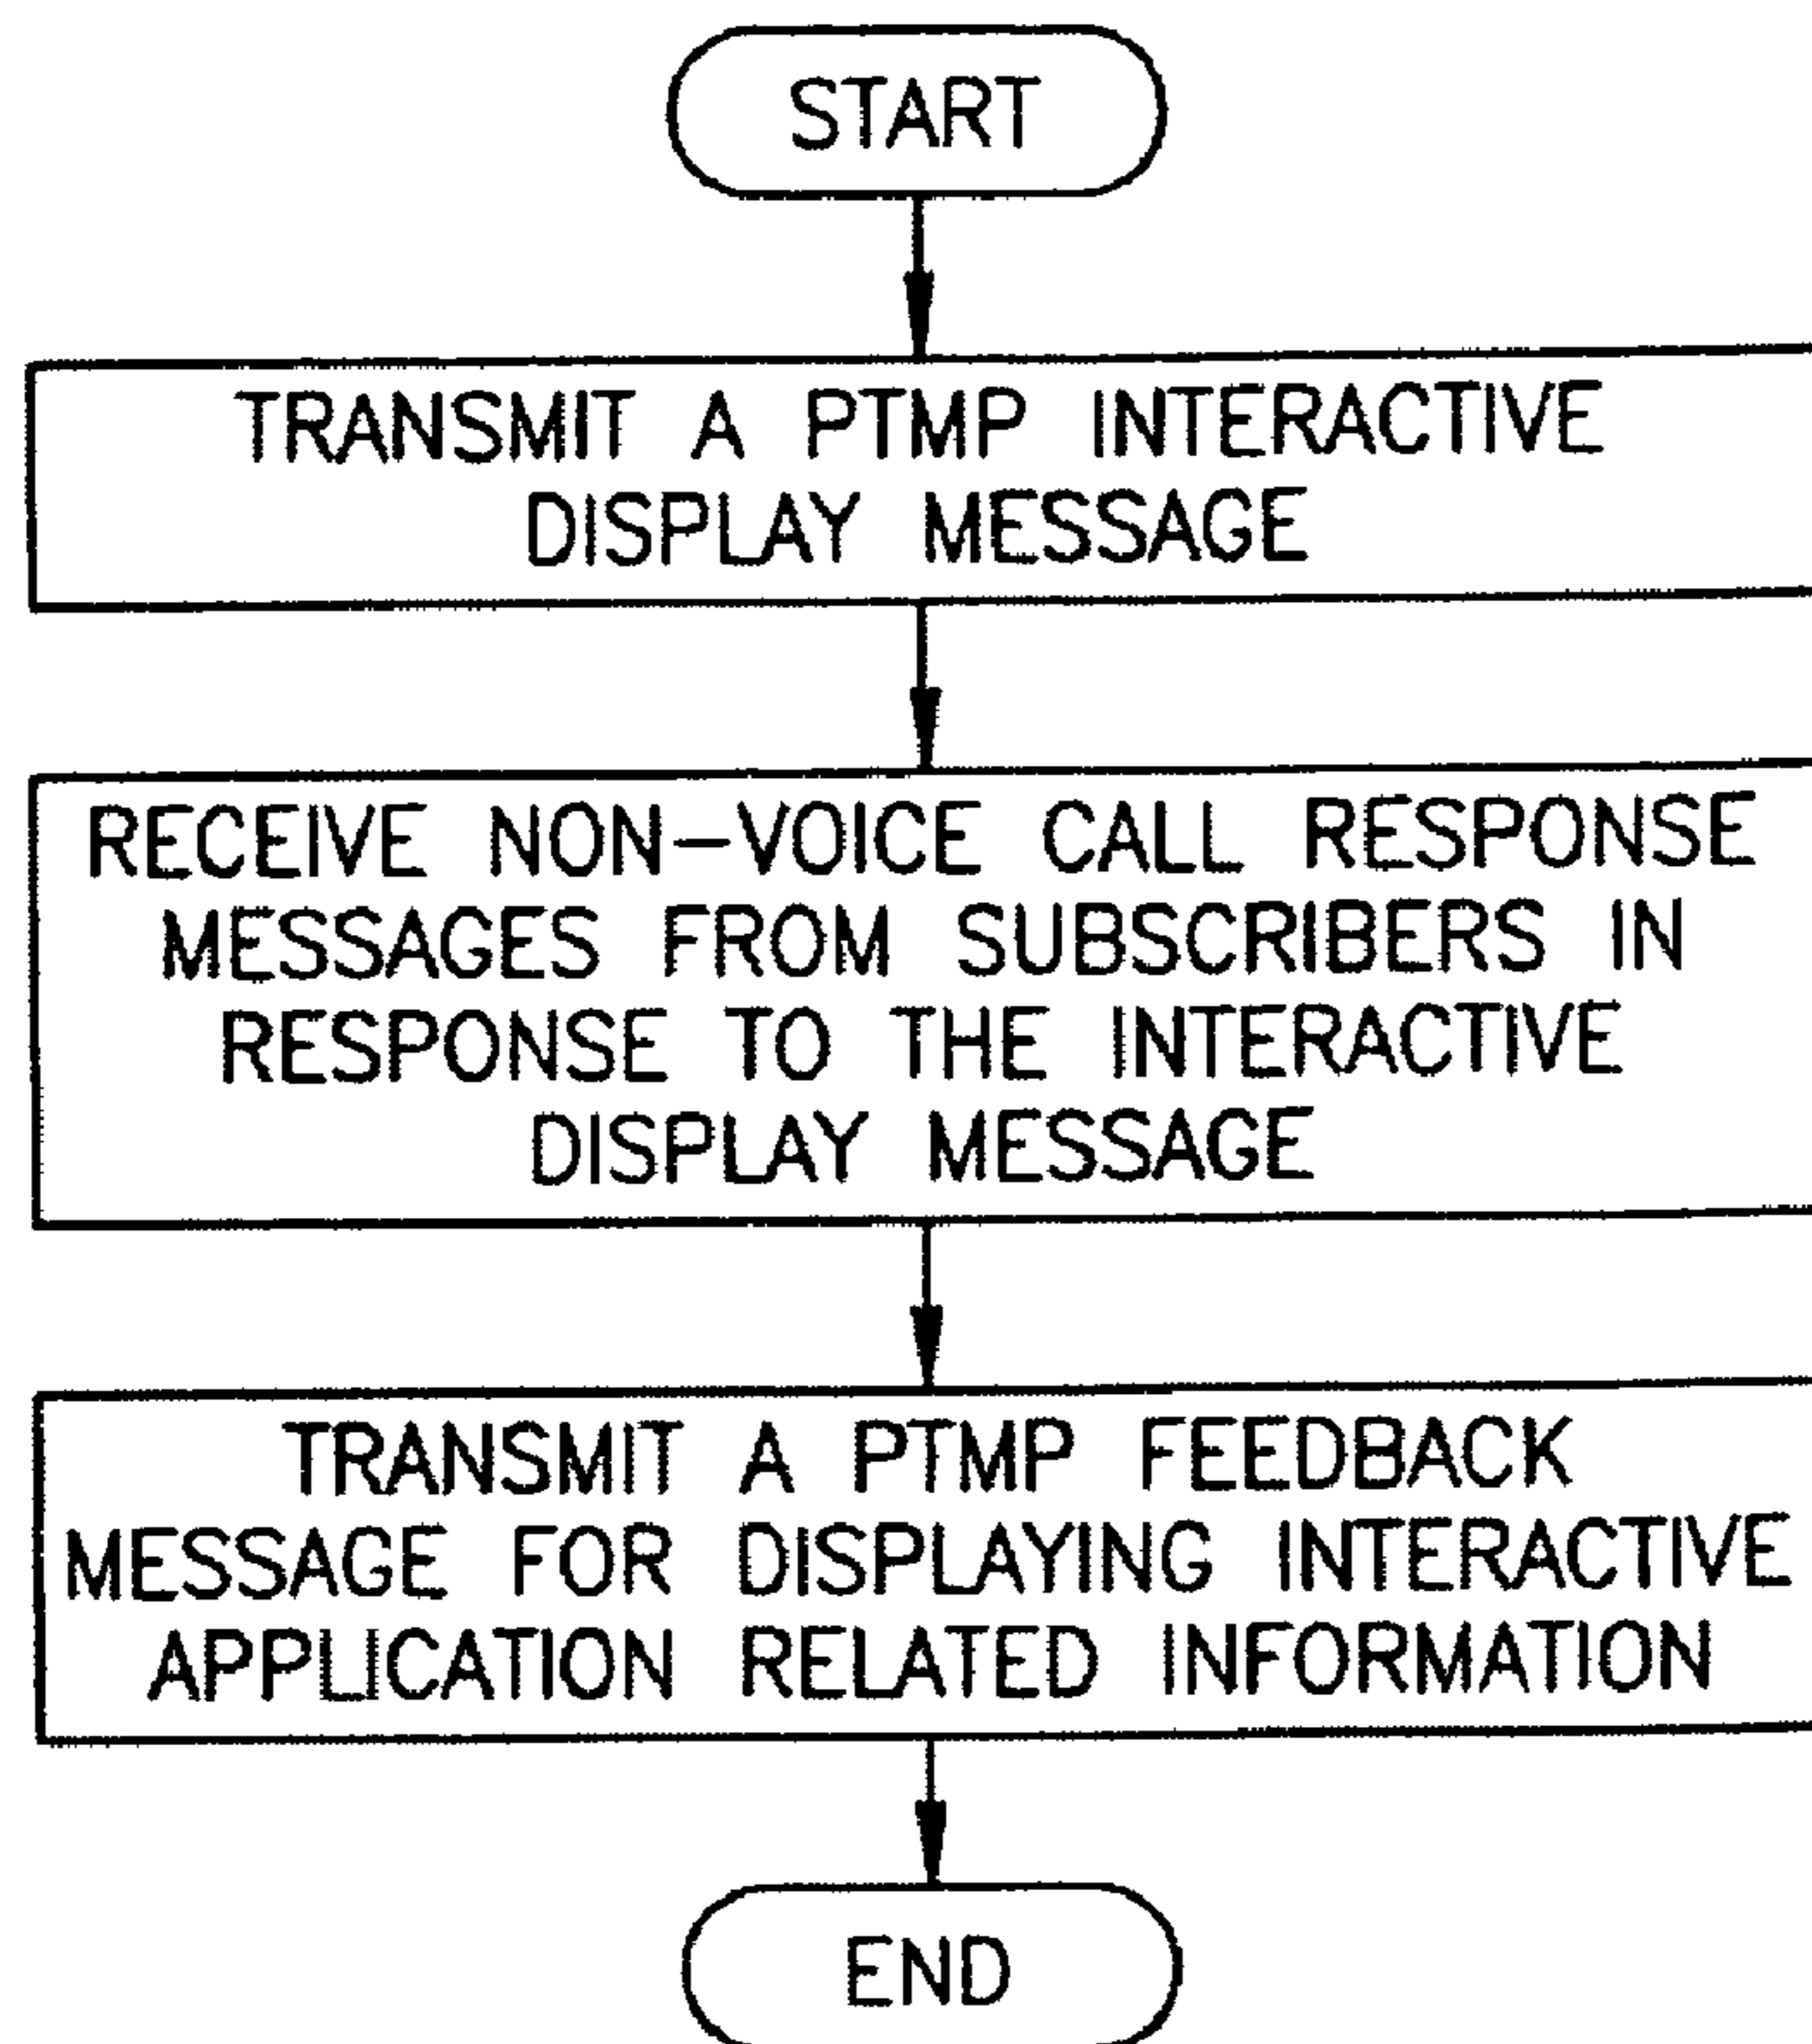 START
TRANSMIT A PTMP INTERACTIVE
DISPLAY MESSAGE
RECEIVE NON-VOICE CALL RESPONSE
MESSAGES FROM SUBSCRIBERS IN
RESPONSE TO THE INTERACTIVE
DISPLAY MESSAGE
TRANSMIT A PTMP FEEDBACK
MESSAGE FOR DISPLAYING INTERACTIVE
APPLICATION RELATED INFORMATION
END